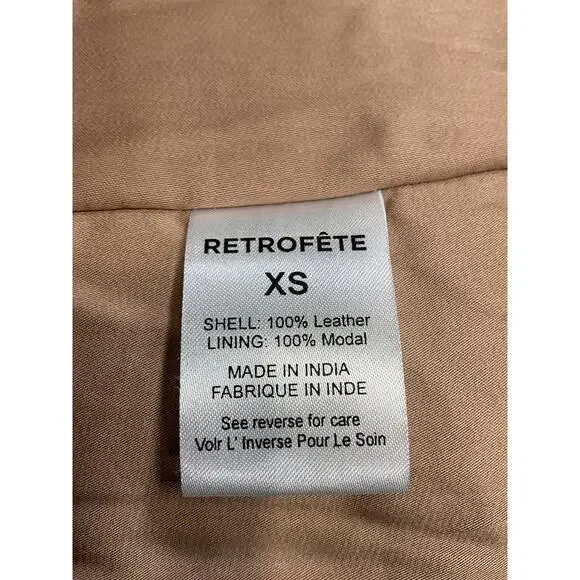 RETROFÊTE
XS
SHELL: 100% Leather
LINING: 100% Modal
MADE IN INDIA
FABRIQUE IN INDE
See reverse for care
Voir L' Inverse Pour Le Soin